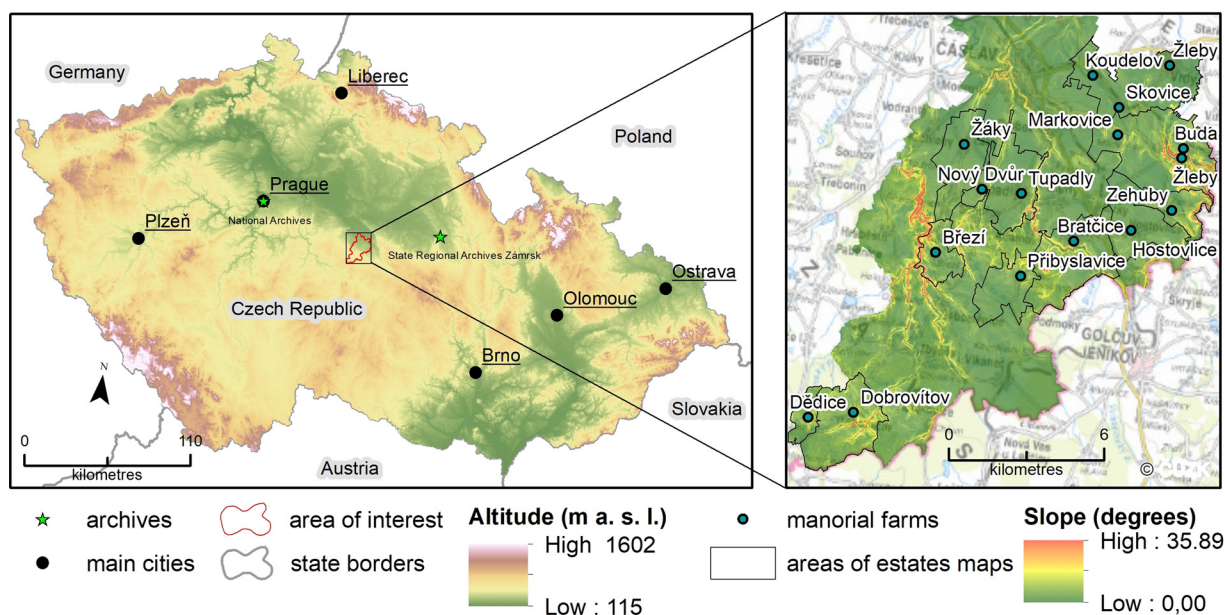 Germany
Liberec
Poland
Prague
National Archives
Plzeň
State Regional Archives Zámrsk
Ostrava
Czech Republic
Olomouc
Brno
N
Slovakia
0 110
kilometres
Austria
ČÁSLAV
Koudelov
Žleby
Skovice
Markovice
Žáky
Buda
Žleby
Nový Dvůr
Tupadly
Zehuby
Bratčice
Březí
Hostovlice
Přibyslavice
GOLČŮV
JENÍKOV
Dědice
Dobrovítov
0 6
kilometres
archives
area of interest
main cities
state borders
Altitude (m a. s. l.)
High 1602
Low : 115
manorial farms
areas of estates maps
Slope (degrees)
High : 35.89
Low : 0,00